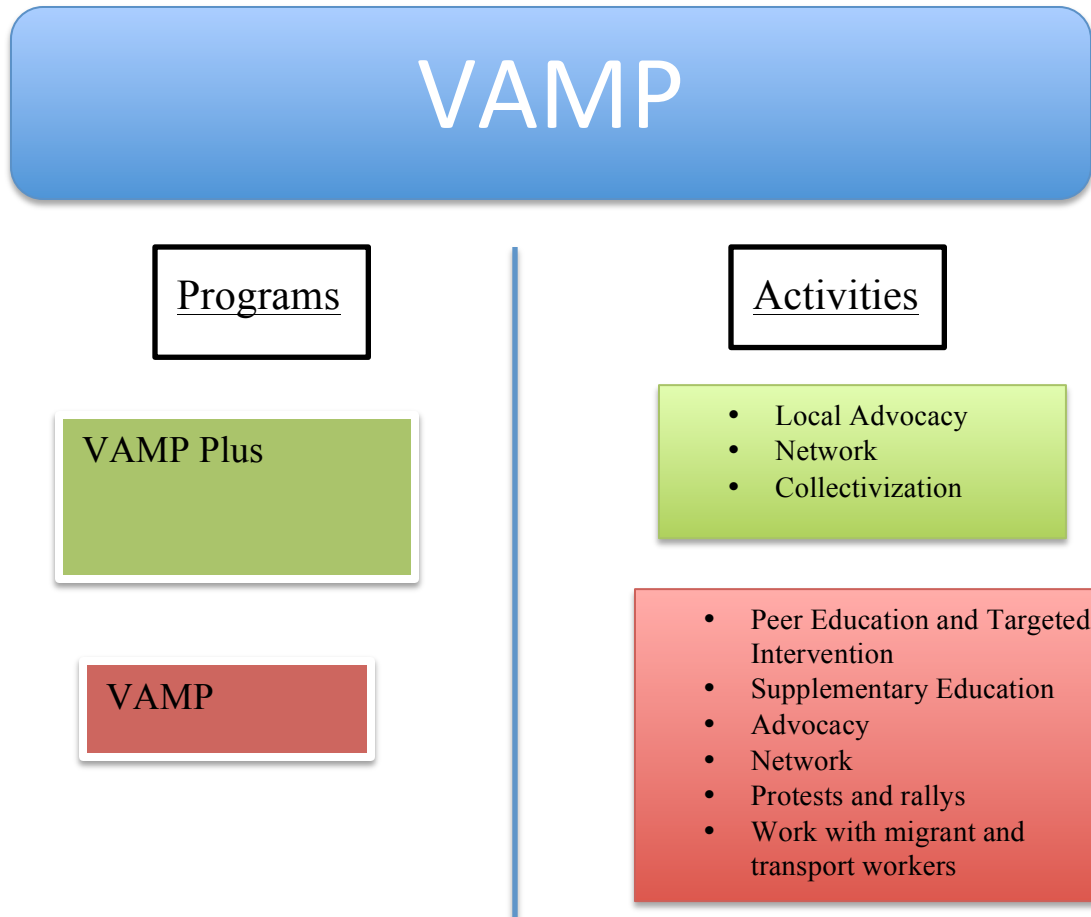 VAMP
Programs
Activities
VAMP Plus
• Local Advocacy
• Network
• Collectivization
VAMP
• Peer Education and Targeted
Intervention
• Supplementary Education
• Advocacy
• Network
• Protests and rallys
• Work with migrant and
transport workers